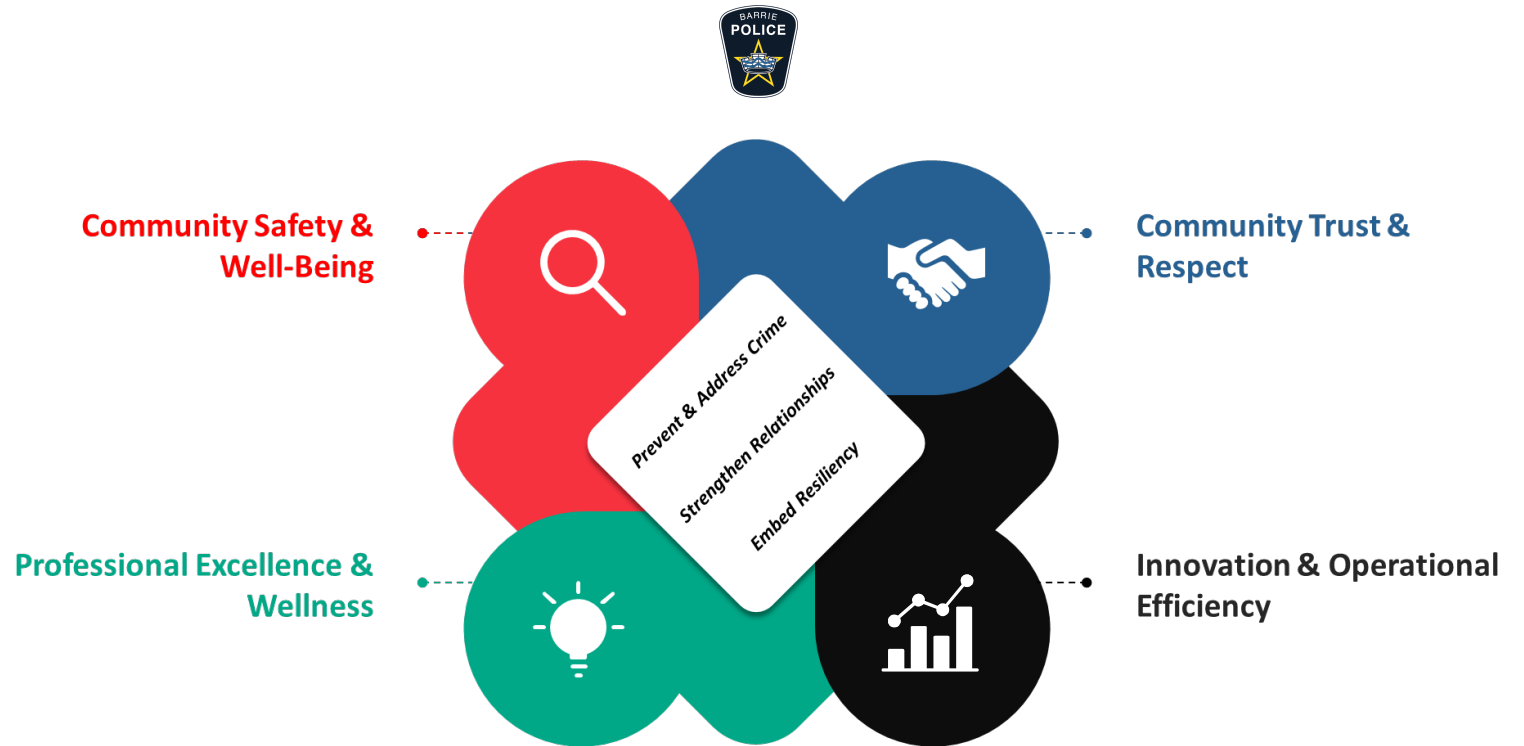 BARRIE
POLICE
Community Safety &
Well-Being
Community Trust &
Respect
Prevent & Address Crime
Strengthen Relationships
Embed Resiliency
Professional Excellence &
Wellness
Innovation & Operational
Efficiency